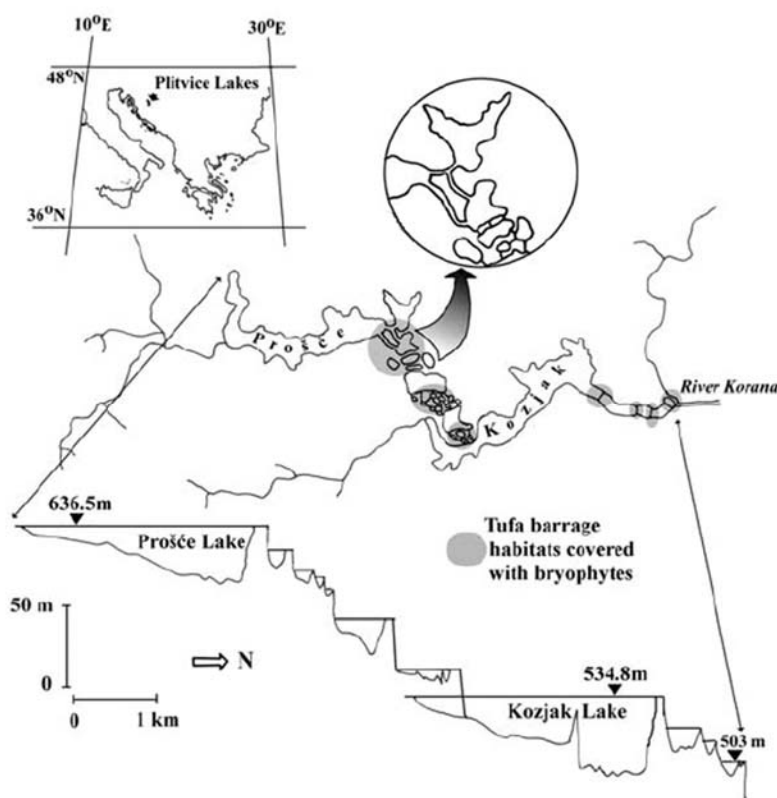 10°E
30°E
48°N
Plitvice Lakes
36°N
Prošće
Kozjak
River Korana
636.5m
Prošće Lake
Tufa barrage
habitats covered
with bryophytes
50 m
0
N
0
1 km
534.8m
Kozjak Lake
503 m